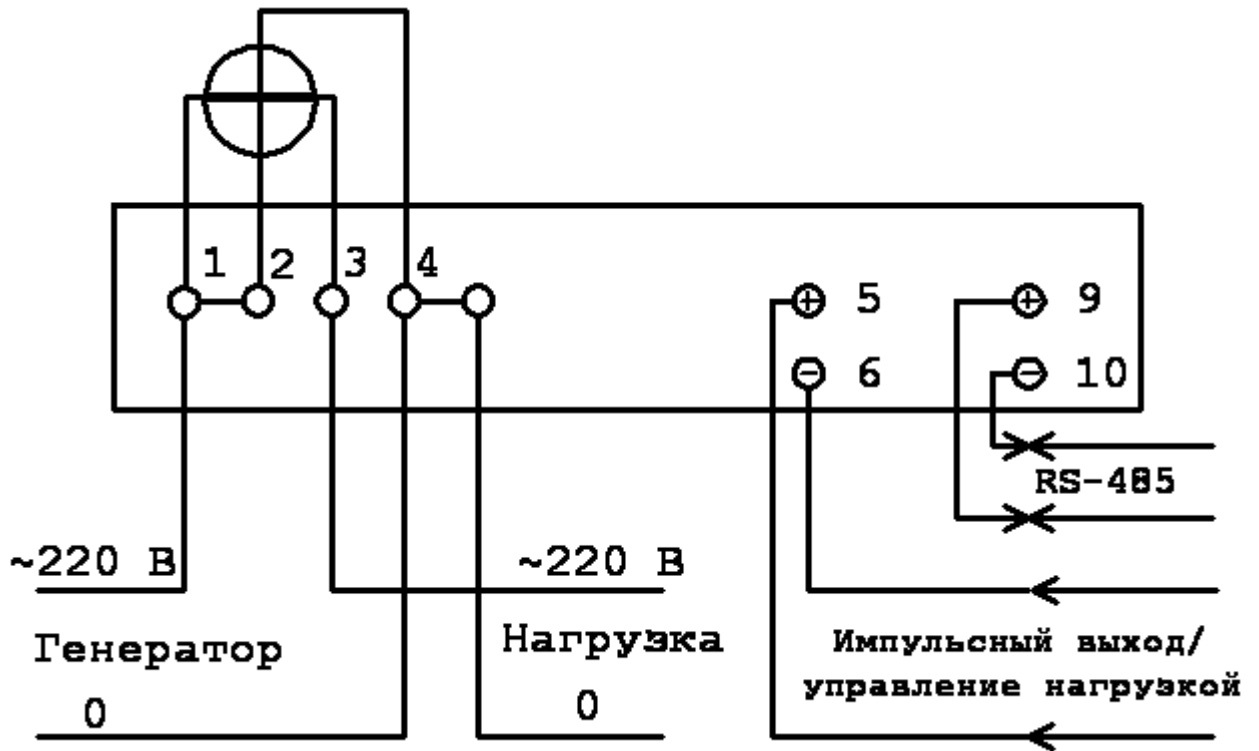 1 2 3 4 5 9
6 10
RS-485
~220 В ~220 В
Генератор Нагрузка
Импульсный выход/
управление нагрузкой
0 0